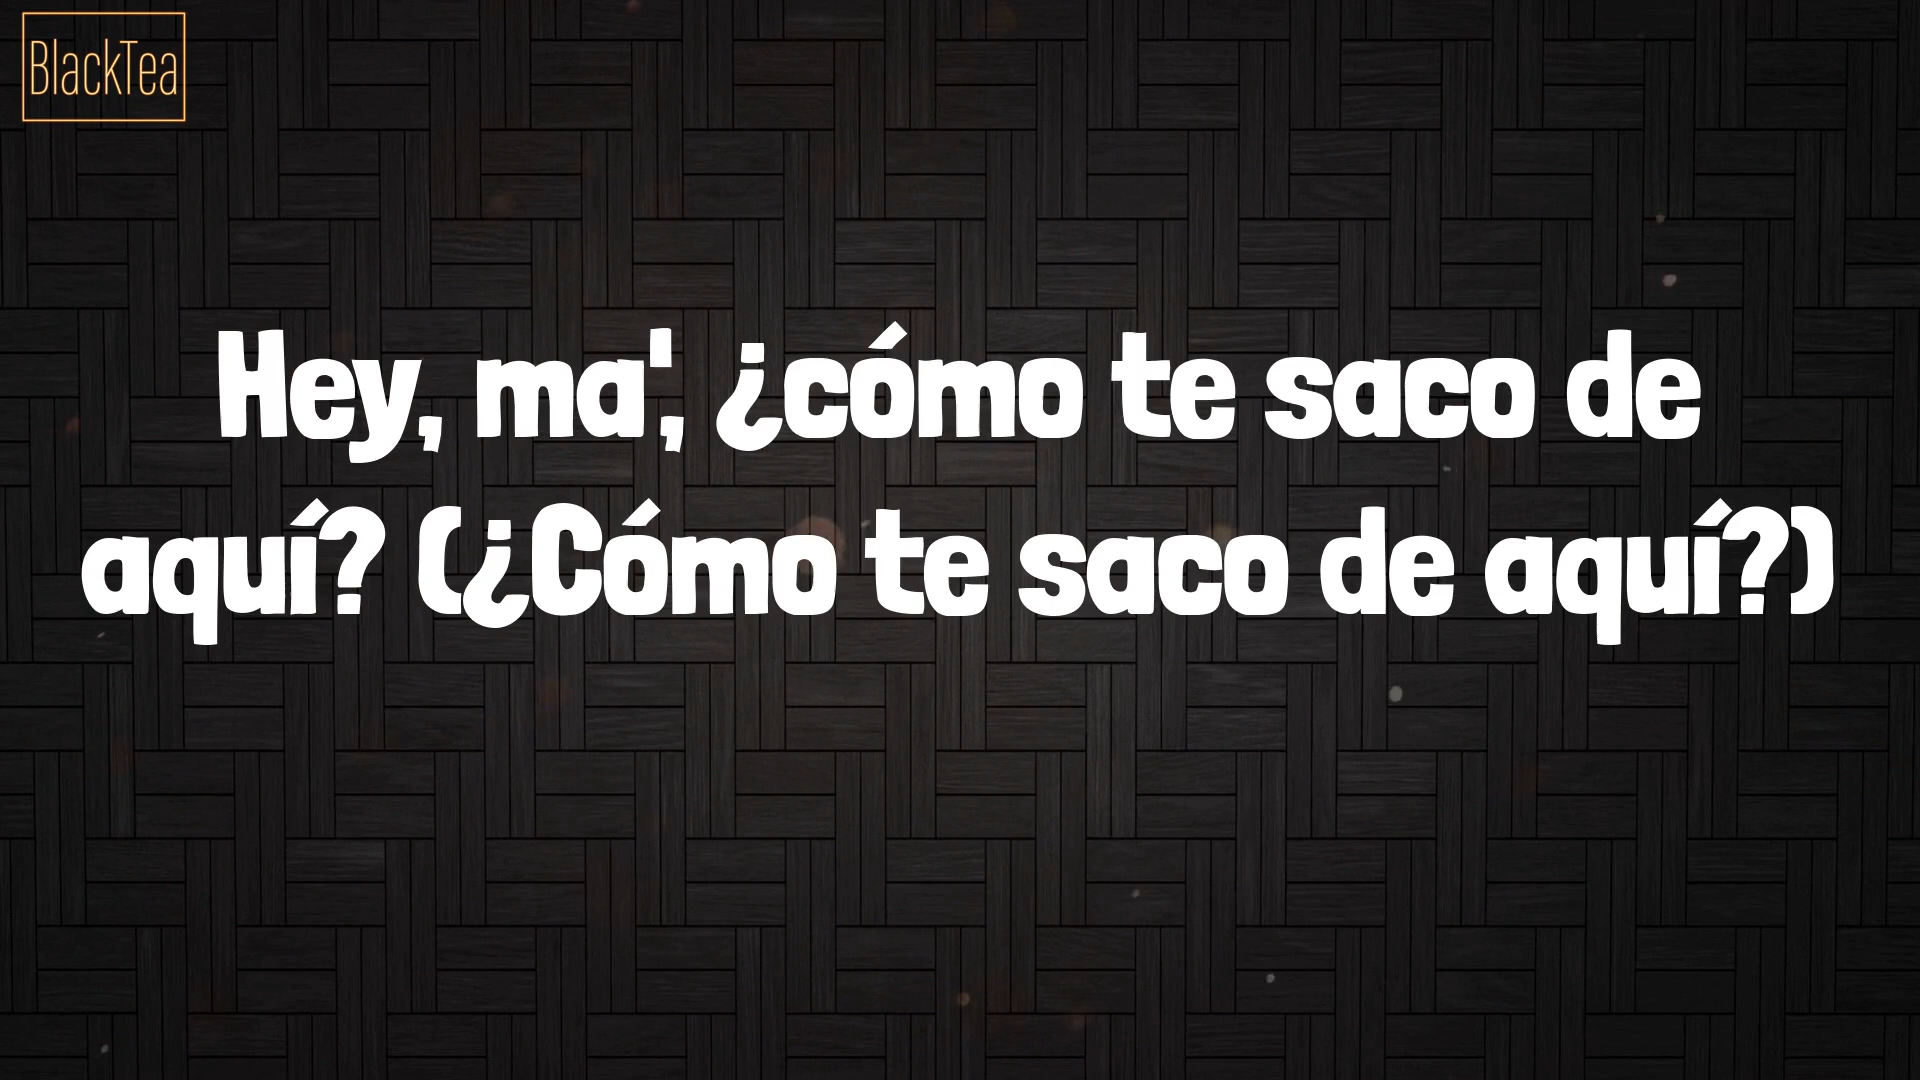 BlackTea
Hey, ma', ¿cómo te saco de
aquí? (¿Cómo te saco de aquí?)